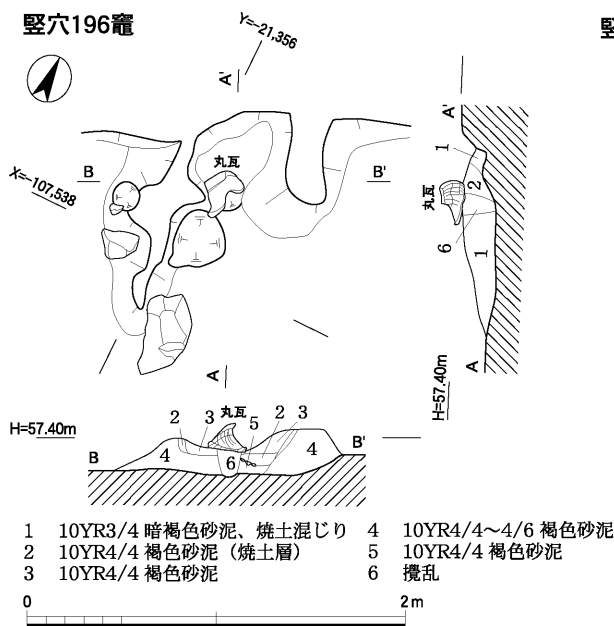 竪穴196竈
竪
Y=-21,356
A'
丸瓦
B
B'
X=-107,538
A
A'
1
丸瓦
2
6
1
A
H=57.40m
H=57.40m
丸瓦
2 3 5 2 3
B
B'
4 6 4
1 10YR3/4 暗褐色砂泥、焼土混じり
2 10YR4/4 褐色砂泥（焼土層）
3 10YR4/4 褐色砂泥
4 10YR4/4～4/6 褐色砂泥
5 10YR4/4 褐色砂泥
6 攪乱
0 2m